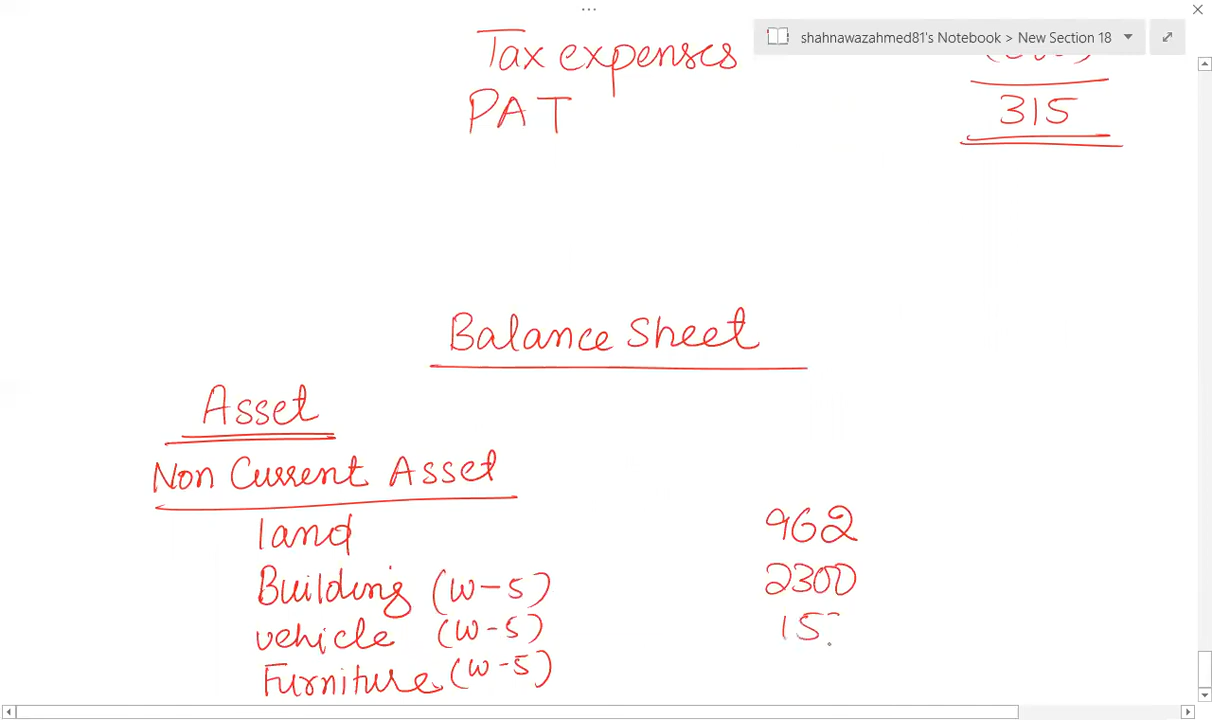 shahnawazahmed81's Notebook > New Section 18
Tax expenses
PAT 315
Balance Sheet
Asset
Non Current Asset
land 962
Building (W-5) 2300
vehicle (W-5) 15
Furniture (W-5)